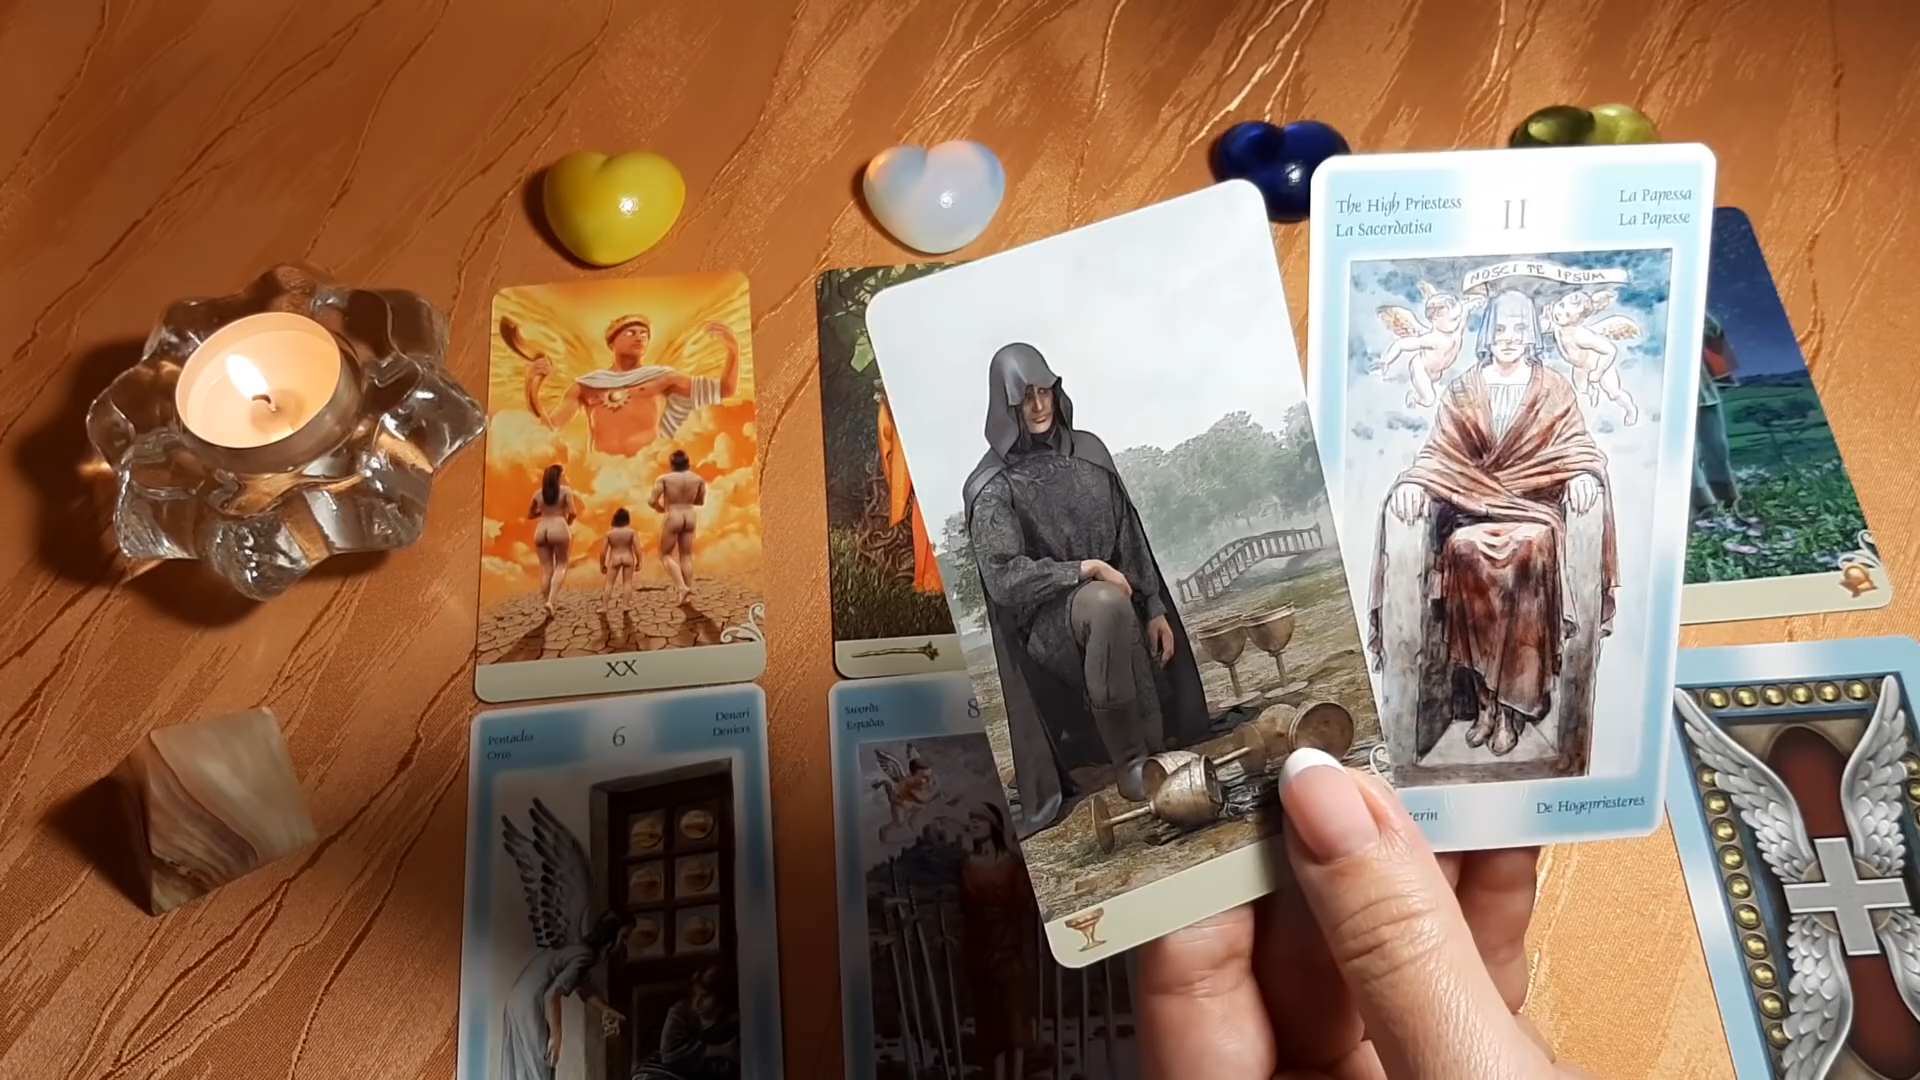 The High Priestess
La Sacerdotisa
II
La Papessa
La Papesse
NOSCE TE IPSUM
De Hogepriesteres
XX
Pentacles
Oros
6
Denari
Deniers
Swords
Espadas
8